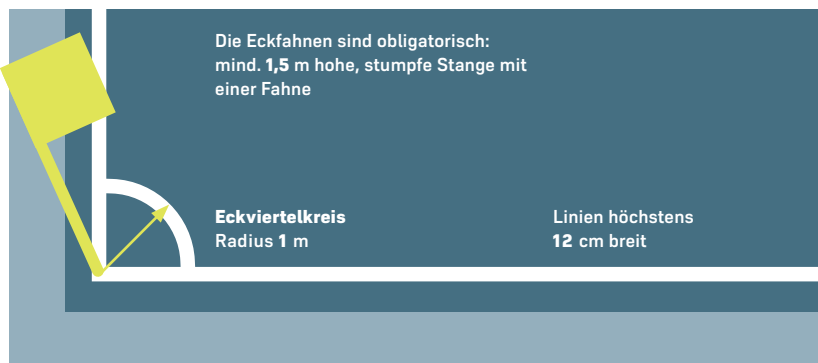 Die Eckfahnen sind obligatorisch:
mind. 1,5 m hohe, stumpfe Stange mit
einer Fahne
Eckviertelkreis
Radius 1 m
Linien höchstens
12 cm breit